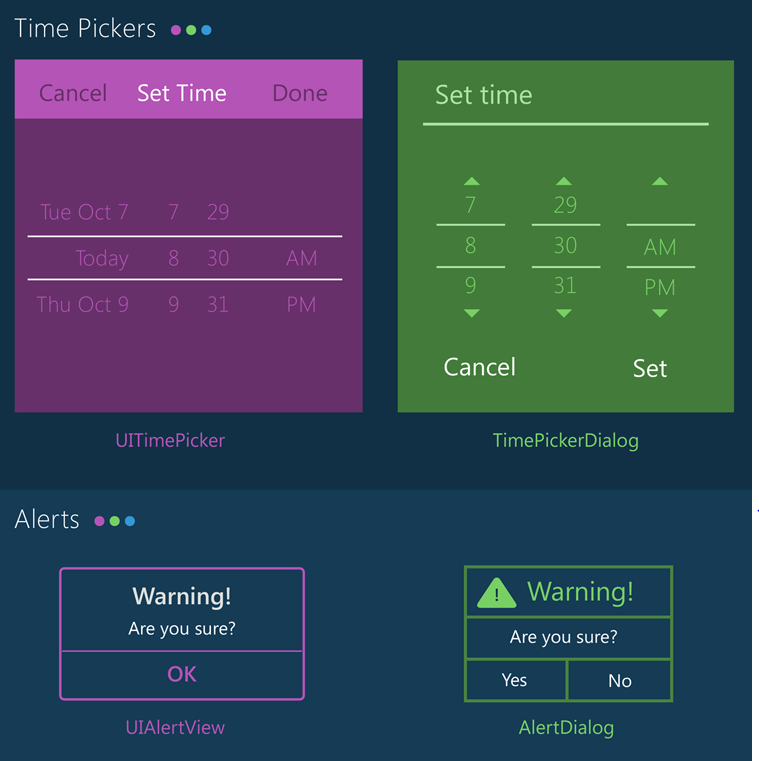 Time Pickers
Cancel Set Time Done
Tue Oct 7 7 29
Today 8 30 AM
Thu Oct 9 9 31 PM
UITimePicker
Set time
7 29
8 30 AM
9 31 PM
Cancel Set
TimePickerDialog
Alerts
Warning!
Are you sure?
OK
UIAlertView
! Warning!
Are you sure?
Yes No
AlertDialog